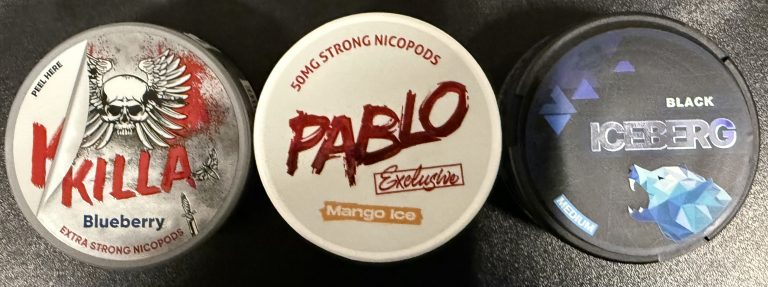 PEEL HERE
KILLA
Blueberry
EXTRA STRONG NICOPODS
50MG STRONG NICOPODS
PABLO
Exclusive
Mango Ice
BLACK
ICEBERG
MEDIUM